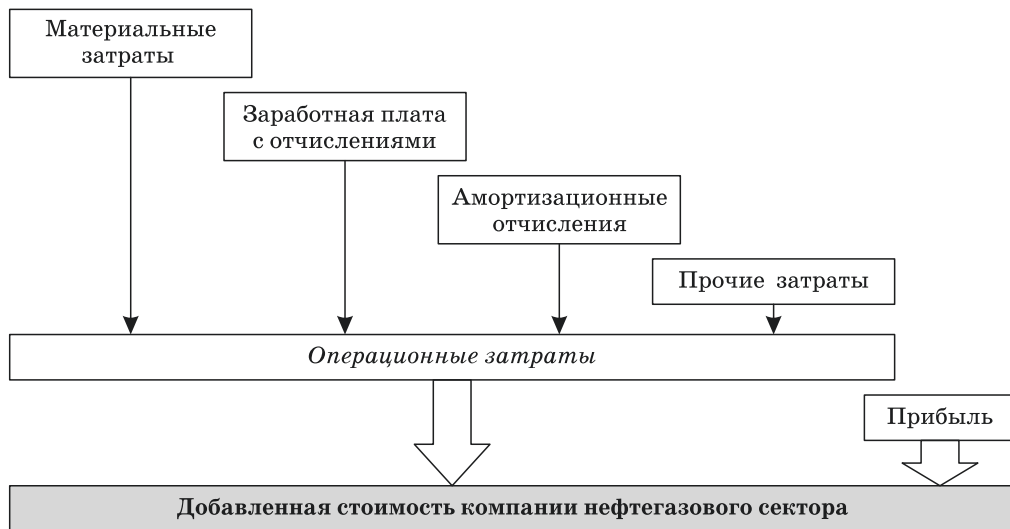 Материальные
затраты
Заработная плата
с отчислениями
Амортизационные
отчисления
Прочие затраты
Операционные затраты
Прибыль
Добавленная стоимость компании нефтегазового сектора